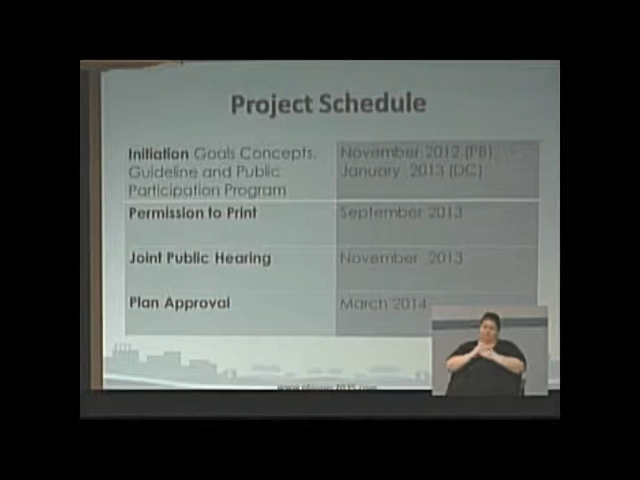 Project Schedule
Initiation Goals Concepts,
Guideline and Public
Participation Program
November 2012 (PB)
January 2013 (DC)
Permission to Print
September 2013
Joint Public Hearing
November 2013
Plan Approval
March 2014